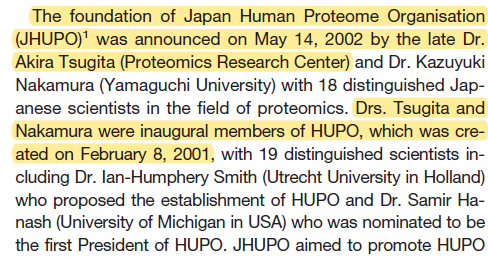 The foundation of Japan Human Proteome Organisation
(JHUPO)¹ was announced on May 14, 2002 by the late Dr.
Akira Tsugita (Proteomics Research Center) and Dr. Kazuyuki
Nakamura (Yamaguchi University) with 18 distinguished Jap-
anese scientists in the field of proteomics. Drs. Tsugita and
Nakamura were inaugural members of HUPO, which was cre-
ated on February 8, 2001, with 19 distinguished scientists in-
cluding Dr. Ian-Humphery Smith (Utrecht University in Holland)
who proposed the establishment of HUPO and Dr. Samir Ha-
nash (University of Michigan in USA) who was nominated to be
the first President of HUPO. JHUPO aimed to promote HUPO